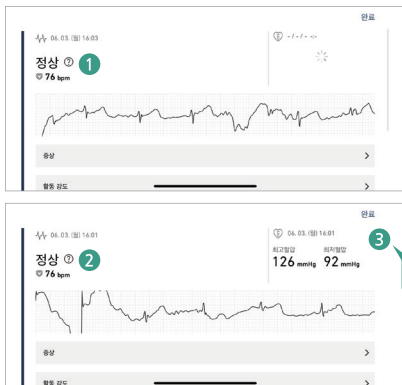 완료
06. 03. (월) 16:03
- / - / - -:-
정상 ? 1
76 bpm
증상
활동 강도
완료
06. 03. (월) 16:01
06. 03. (월) 16:01
정상 ? 2
최고혈압 최저혈압 3
76 bpm
126 mmHg 92 mmHg
증상
활동 강도